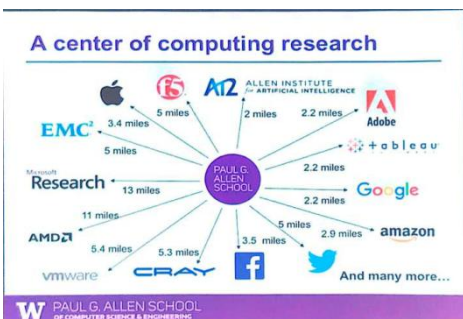 A center of computing research
f5
AI2 ALLEN INSTITUTE
for ARTIFICIAL INTELLIGENCE
5 miles
2 miles
2.2 miles
Adobe
3.4 miles
EMC²
5 miles
+ a b l e a u
2.2 miles
PAUL G.
ALLEN
SCHOOL
Microsoft
Research
13 miles
Google
2.2 miles
11 miles
5 miles
2.9 miles
amazon
AMD
5.4 miles
5.3 miles
3.5 miles
vmware
CRAY
f
And many more...
W PAUL G. ALLEN SCHOOL
OF COMPUTER SCIENCE & ENGINEERING